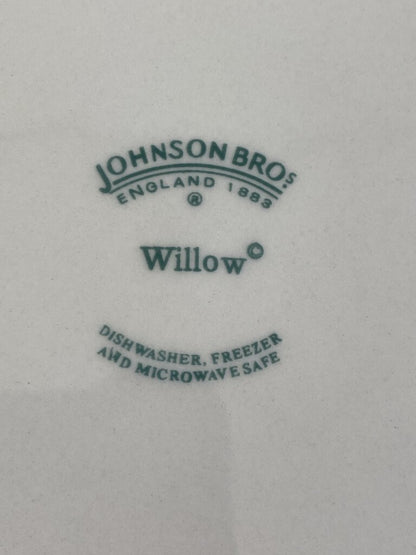 JOHNSON BROS
ENGLAND 1883
®
Willow©
DISHWASHER, FREEZER
AND MICROWAVE SAFE